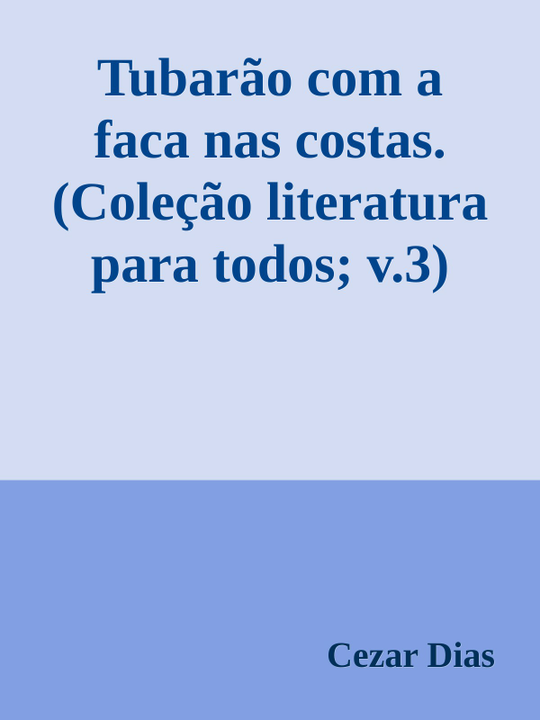 Tubarão com a
faca nas costas.
(Coleção literatura
para todos; v.3)
Cezar Dias